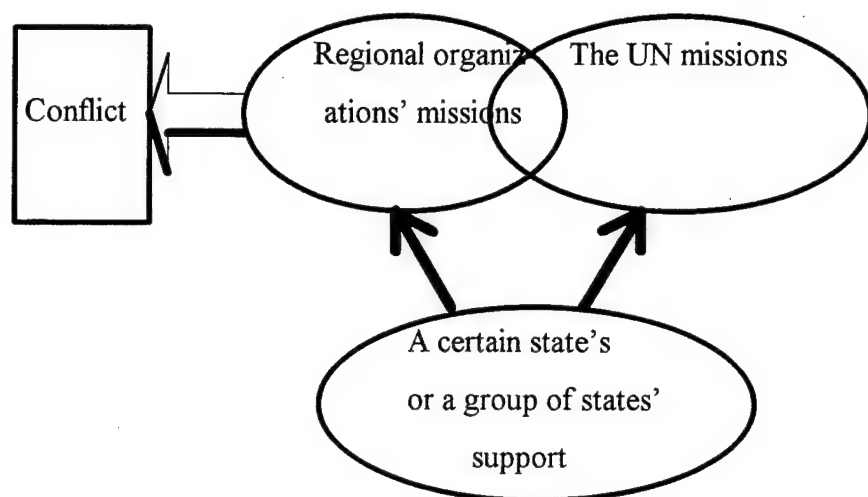 Conflict
Regional organiz-
ations' missions
The UN missions
A certain state's
or a group of states'
support